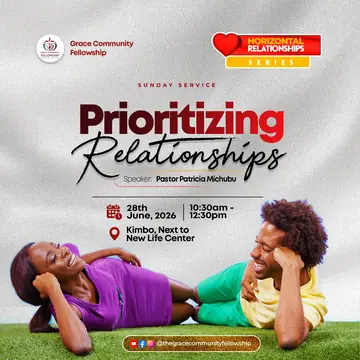 Grace Community
Fellowship
HORIZONTAL
RELATIONSHIPS
SERIES
SUNDAY SERVICE
Prioritizing
Relationships
Speaker: Pastor Patricia Michubu
28th
June, 2026
10:30am -
12:30pm
Kimbo, Next to
New Life Center
@thegracecommunityfellowship